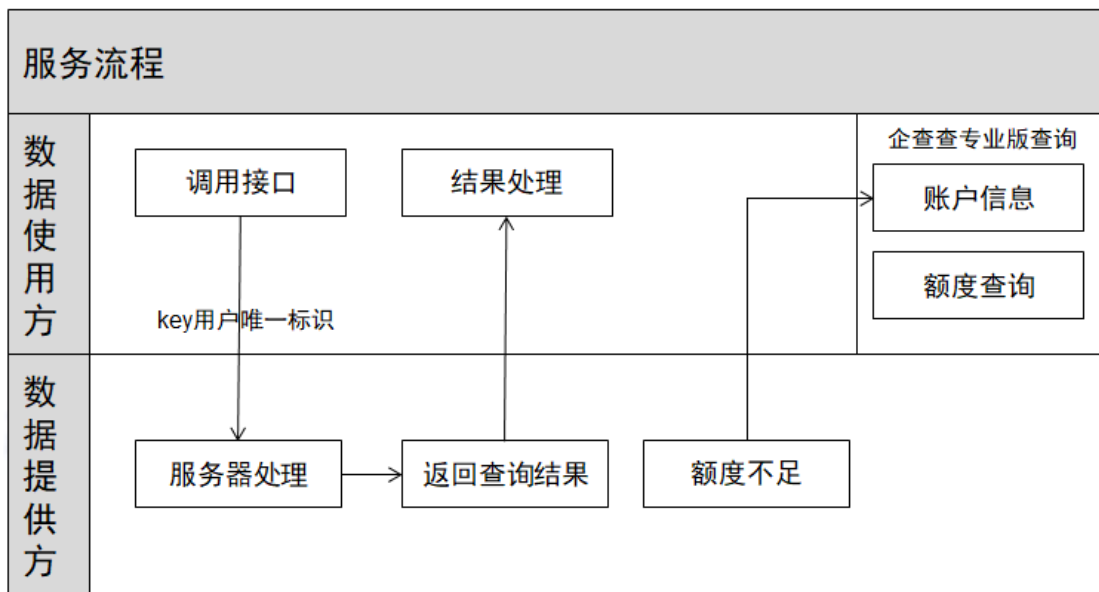 服务流程
数据使用方
调用接口
结果处理
企查查专业版查询
账户信息
额度查询
key用户唯一标识
数据提供方
服务器处理
返回查询结果
额度不足